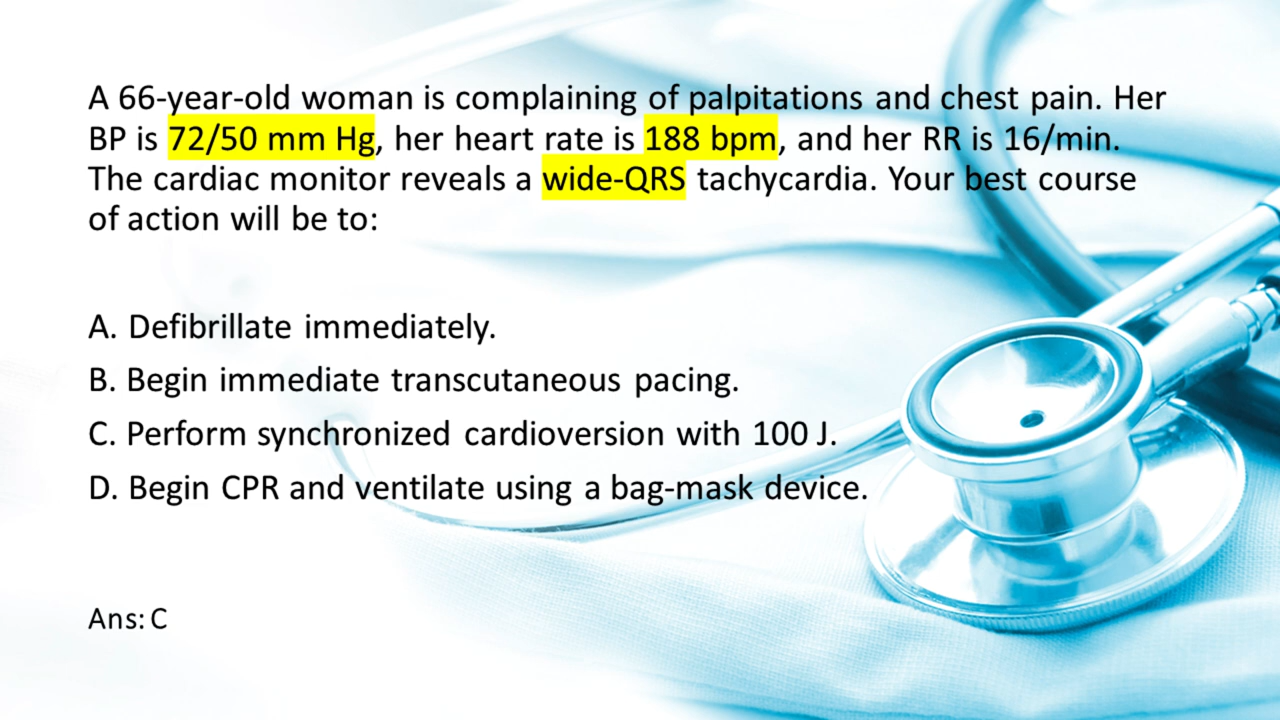 A 66-year-old woman is complaining of palpitations and chest pain. Her
BP is 72/50 mm Hg, her heart rate is 188 bpm, and her RR is 16/min.
The cardiac monitor reveals a wide-QRS tachycardia. Your best course
of action will be to:
A. Defibrillate immediately.
B. Begin immediate transcutaneous pacing.
C. Perform synchronized cardioversion with 100 J.
D. Begin CPR and ventilate using a bag-mask device.
Ans: C